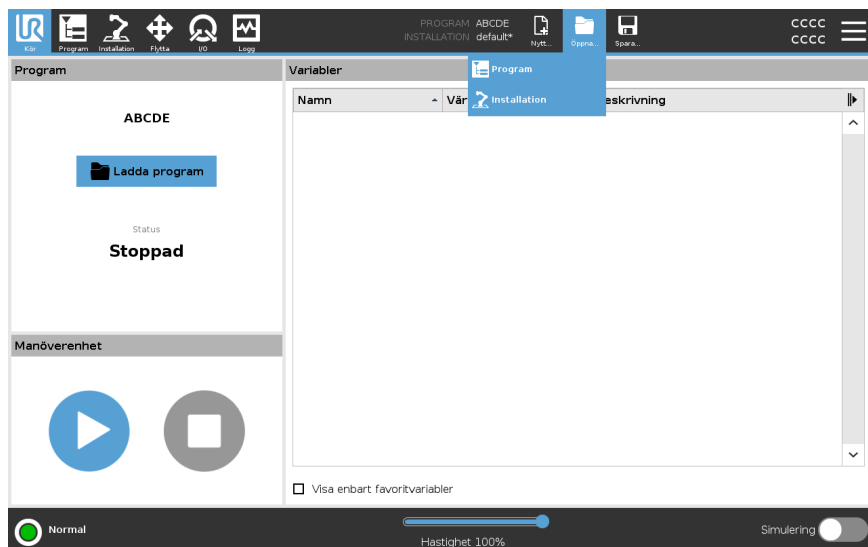 PROGRAM ABCDE
INSTALLATION default*
Kör Program Installation Flytta I/O Logg Nytt... Öppna... Spara...
CCCC
CCCC
Program
Installation
Program
ABCDE
Ladda program
Status
Stoppad
Manöverenhet
Variabler
Namn Vär eskrivning
Visa enbart favoritvariabler
Normal
Hastighet 100%
Simulering